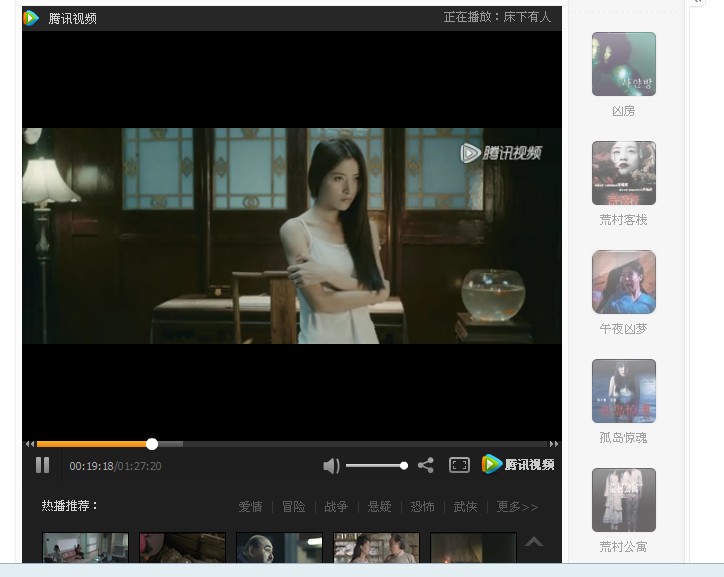 腾讯视频
正在播放：床下有人
腾讯视频
00:19:18/01:27:20
腾讯视频
热播推荐：
爱情 | 冒险 | 战争 | 悬疑 | 恐怖 | 武侠 | 更多>>
凶房
荒村客栈
午夜凶梦
孤岛惊魂
荒村公寓